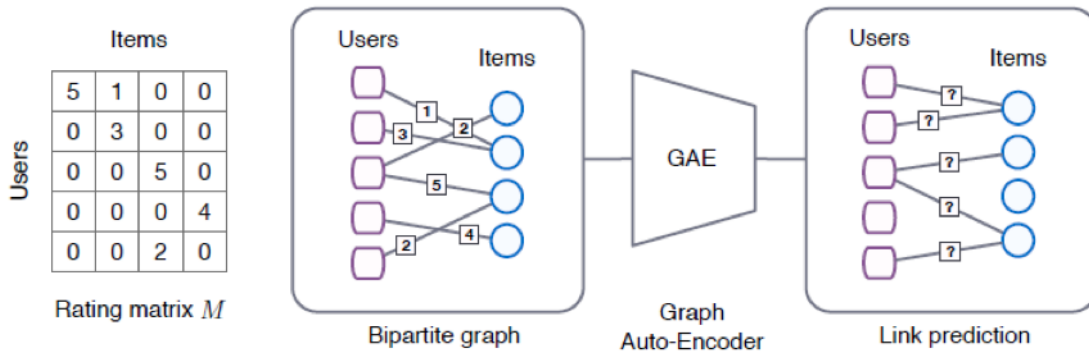 Items
Users
5 1 0 0
0 3 0 0
0 0 5 0
0 0 0 4
0 0 2 0
Rating matrix M
Users
Items
1
2
3
5
4
2
Bipartite graph
GAE
Graph
Auto-Encoder
Users
Items
?
?
?
?
?
Link prediction